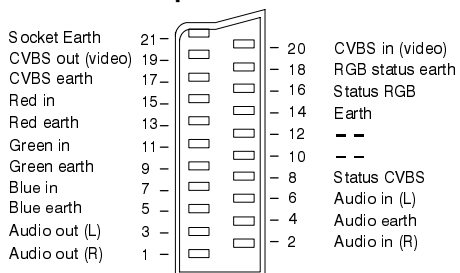 Socket Earth 21
CVBS out (video) 19
CVBS earth 17
Red in 15
Red earth 13
Green in 11
Green earth 9
Blue in 7
Blue earth 5
Audio out (L) 3
Audio out (R) 1
20 CVBS in (video)
18 RGB status earth
16 Status RGB
14 Earth
12 – –
10 – –
8 Status CVBS
6 Audio in (L)
4 Audio earth
2 Audio in (R)